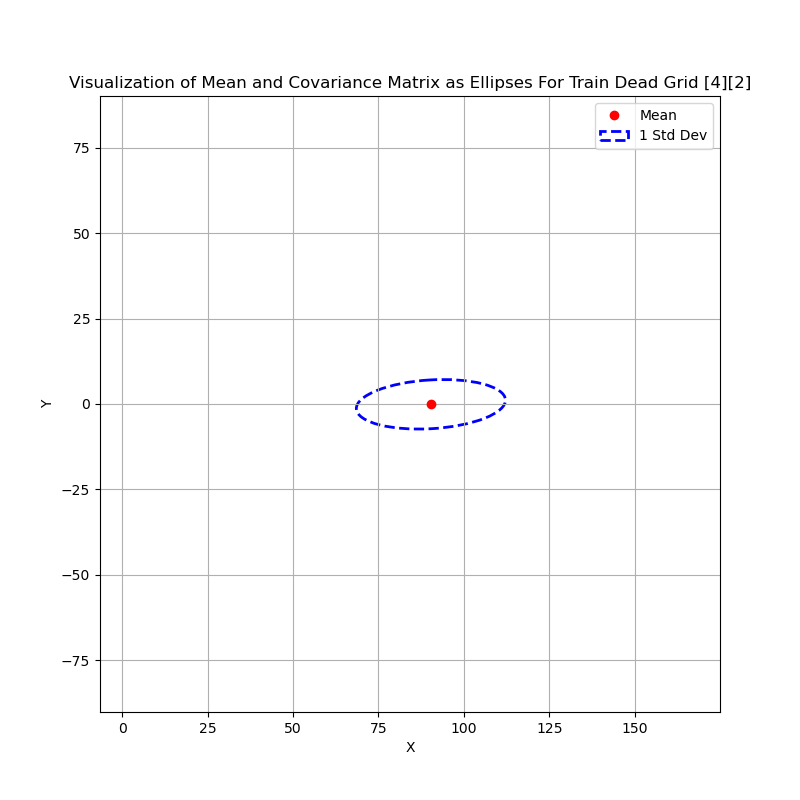 Visualization of Mean and Covariance Matrix as Ellipses For Train Dead Grid [4][2]
Mean
1 Std Dev
75
50
25
0
−25
−50
−75
Y
0 25 50 75 100 125 150
X